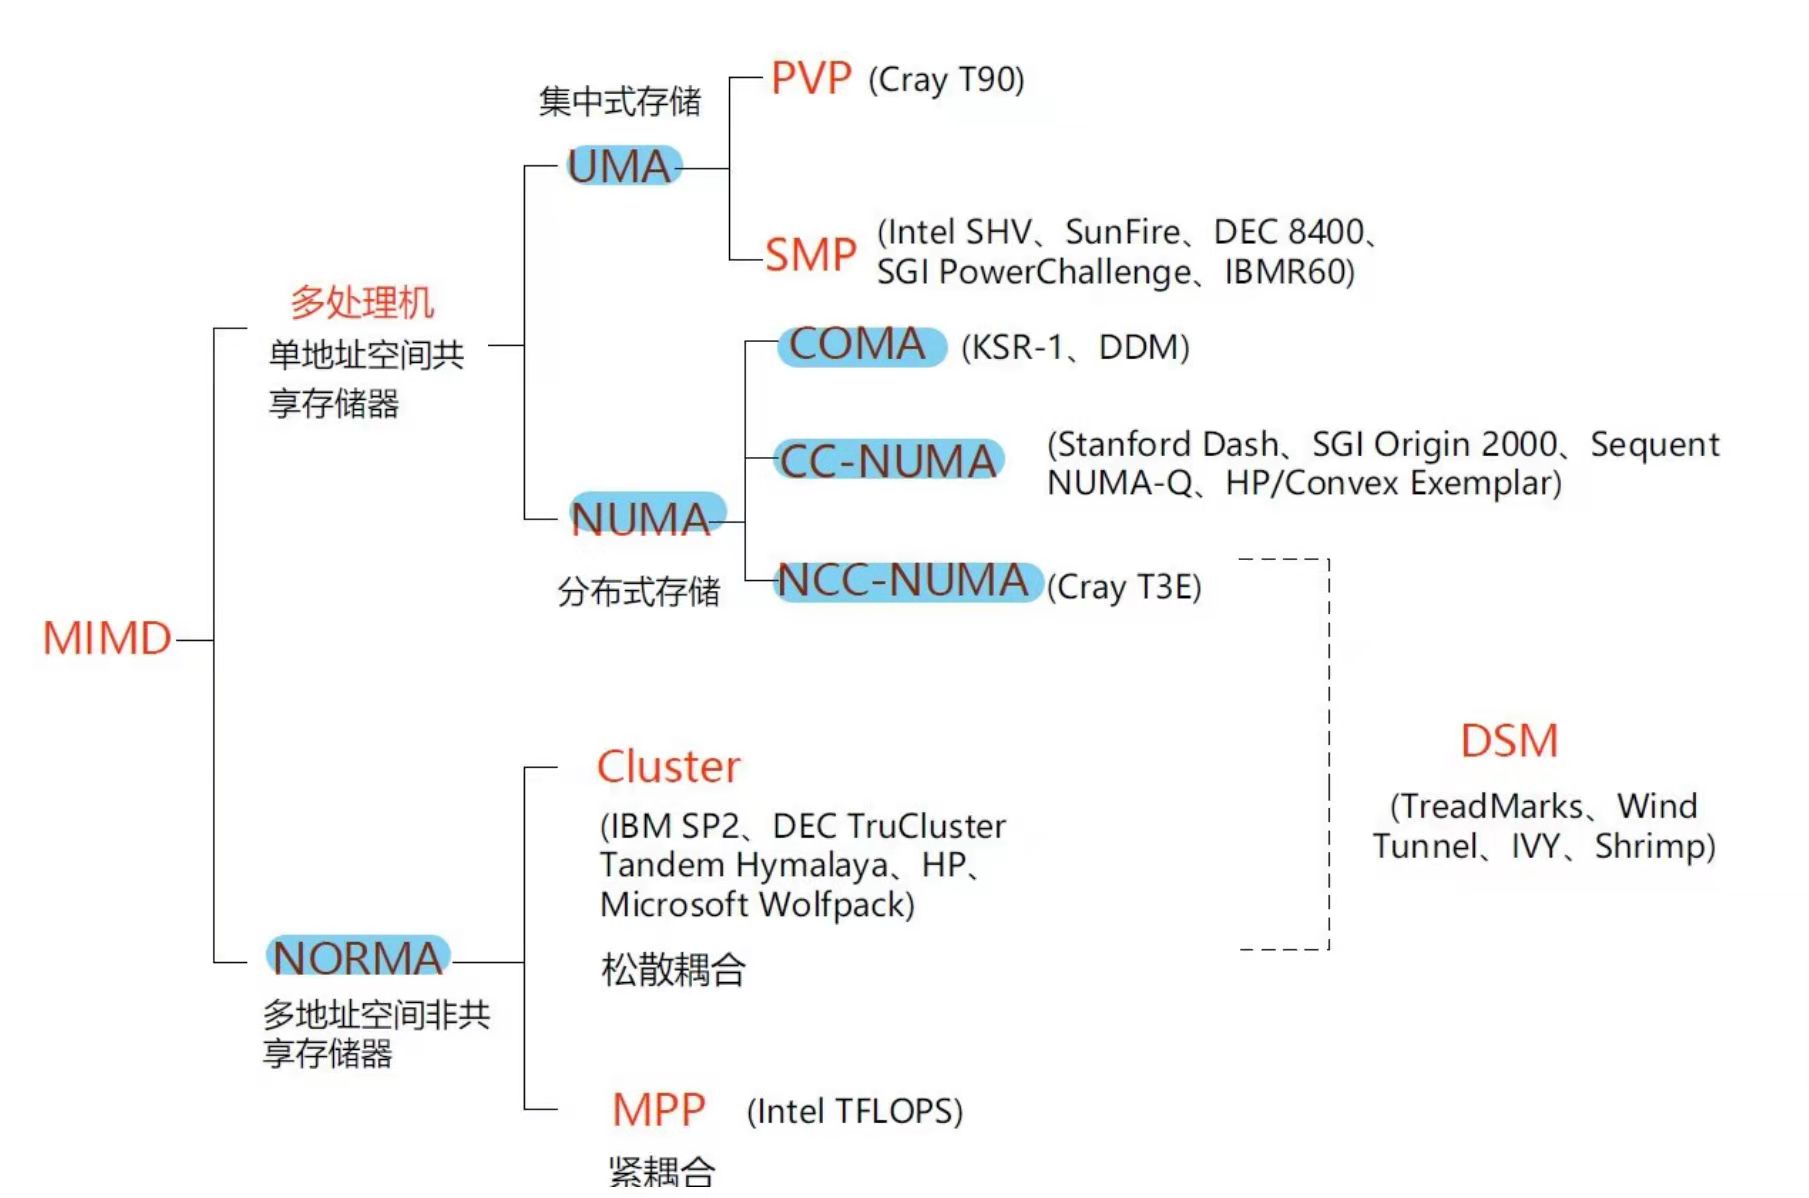 PVP (Cray T90)
集中式存储
UMA
SMP (Intel SHV、SunFire、DEC 8400、
SGI PowerChallenge、IBMR60)
多处理机
单地址空间共
享存储器
COMA (KSR-1、DDM)
CC-NUMA (Stanford Dash、SGI Origin 2000、Sequent
NUMA-Q、HP/Convex Exemplar)
NUMA
分布式存储
NCC-NUMA (Cray T3E)
MIMD
DSM
(TreadMarks、Wind
Tunnel、IVY、Shrimp)
Cluster
(IBM SP2、DEC TruCluster
Tandem Hymalaya、HP、
Microsoft Wolfpack)
松散耦合
NORMA
多地址空间非共
享存储器
MPP (Intel TFLOPS)
紧耦合